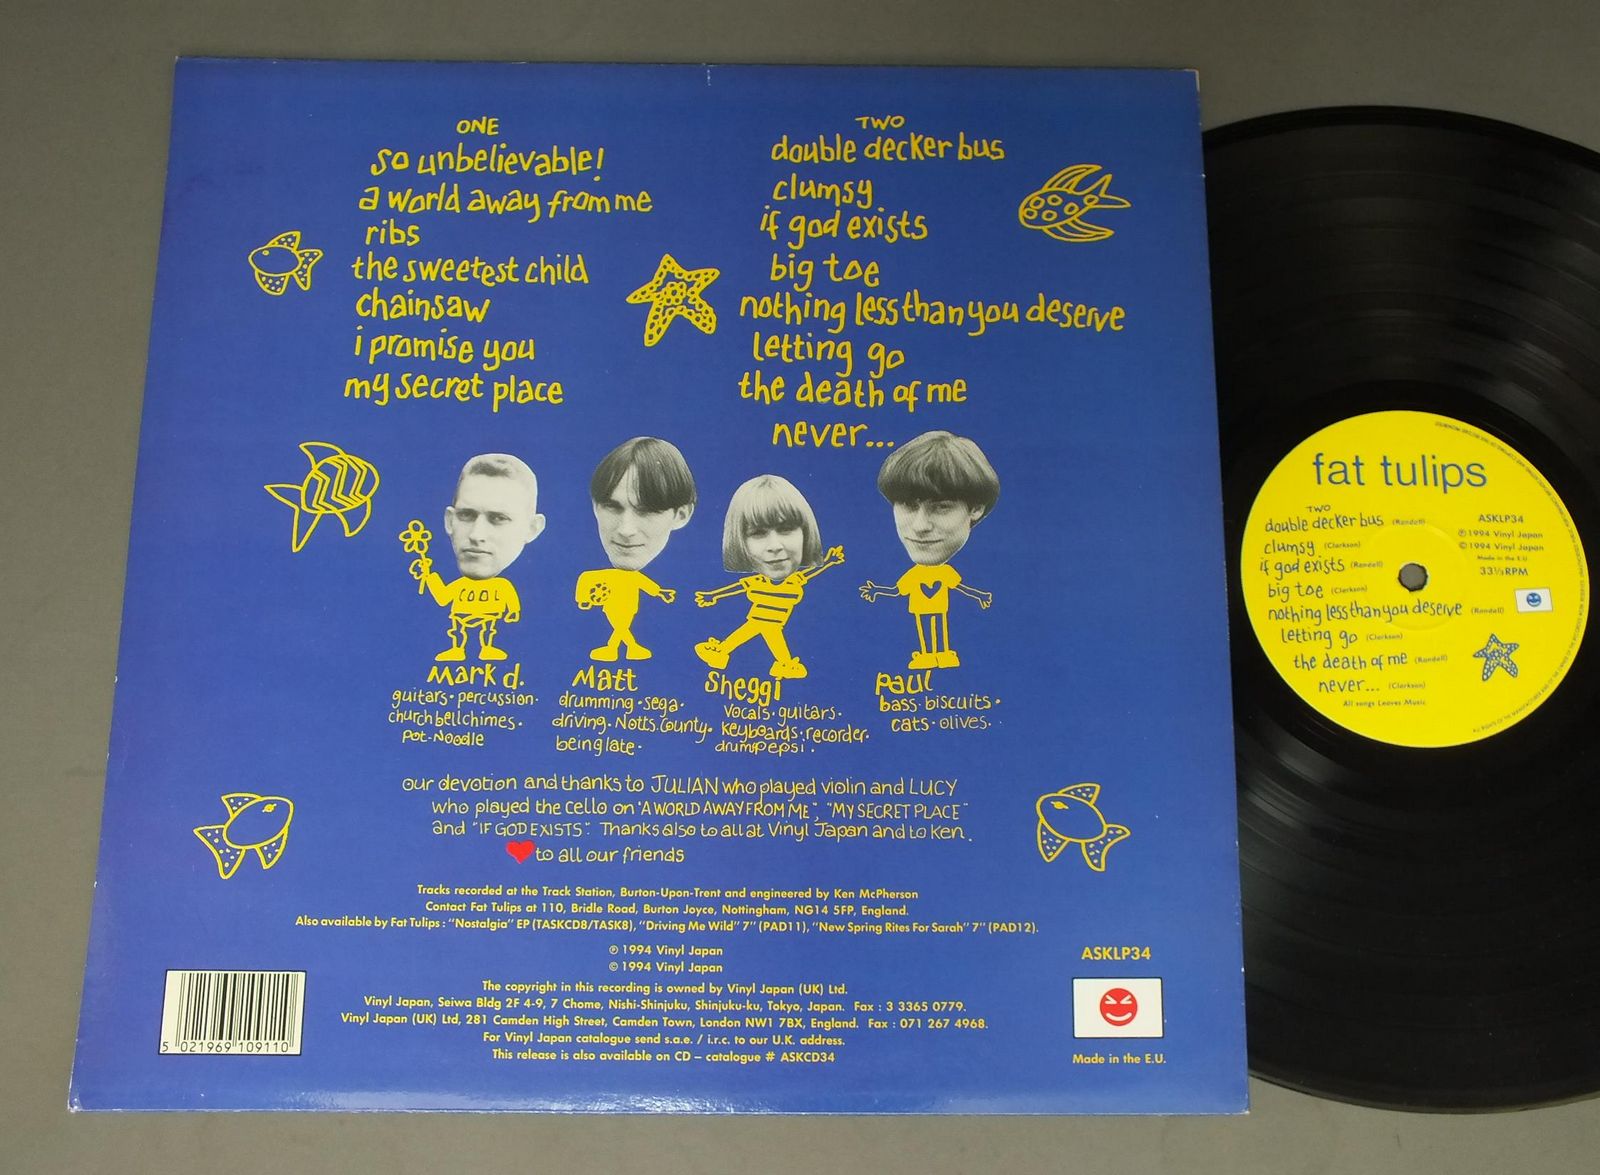 ONE
so unbelievable!
a world away from me
ribs
the sweetest child
chainsaw
i promise you
my secret place
TWO
double decker bus
clumsy
if god exists
big toe
nothing less than you deserve
letting go
the death of me
never...
COOL
Mark d.
guitars · percussion ·
church bell chimes ·
pot-Noodle
Matt
drumming · sega ·
driving · Notts. County ·
being late ·
Sheggi
vocals · guitars ·
keyboards · recorder ·
drumpepsi ·
Paul
bass · biscuits ·
cats · olives ·
our devotion and thanks to JULIAN who played violin and LUCY
who played the cello on "A WORLD AWAY FROM ME", "MY SECRET PLACE"
and "IF GOD EXISTS". Thanks also to all at Vinyl Japan and to Ken.
to all our friends
Tracks recorded at the Track Station, Burton-Upon-Trent and engineered by Ken McPherson
Contact Fat Tulips at 110, Bridle Road, Burton Joyce, Nottingham, NG14 5FP, England.
Also available by Fat Tulips : "Nostalgia" EP (TASKCD8/TASK8), "Driving Me Wild" 7" (PAD11), "New Spring Rites For Sarah" 7" (PAD12).
℗ 1994 Vinyl Japan
© 1994 Vinyl Japan
The copyright in this recording is owned by Vinyl Japan (UK) Ltd.
Vinyl Japan, Seiwa Bldg 2F 4-9, 7 Chome, Nishi-Shinjuku, Shinjuku-ku, Tokyo, Japan. Fax : 3 3365 0779.
Vinyl Japan (UK) Ltd, 281 Camden High Street, Camden Town, London NW1 7BX, England. Fax : 071 267 4968.
For Vinyl Japan catalogue send s.a.e. / i.r.c. to our U.K. address.
This release is also available on CD – catalogue # ASKCD34
5 021969 109110
ASKLP34
Made in the E.U.
fat tulips
TWO
double decker bus (Randall)
clumsy (Clarkson)
if god exists (Randall)
big toe (Clarkson)
nothing less than you deserve (Randall)
letting go (Clarkson)
the death of me (Randall)
never... (Clarkson)
All songs Leaves Music
ASKLP34
℗ 1994 Vinyl Japan
© 1994 Vinyl Japan
Made in the E.U.
33⅓ RPM